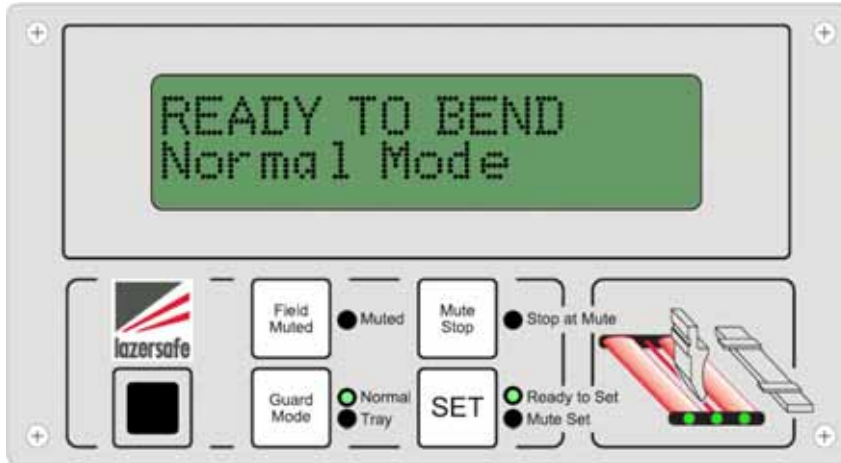 READY TO BEND
Normal Mode
lazersafe
Field
Muted
Muted
Mute
Stop
Stop at Mute
Guard
Mode
Normal
Tray
SET
Ready to Set
Mute Set